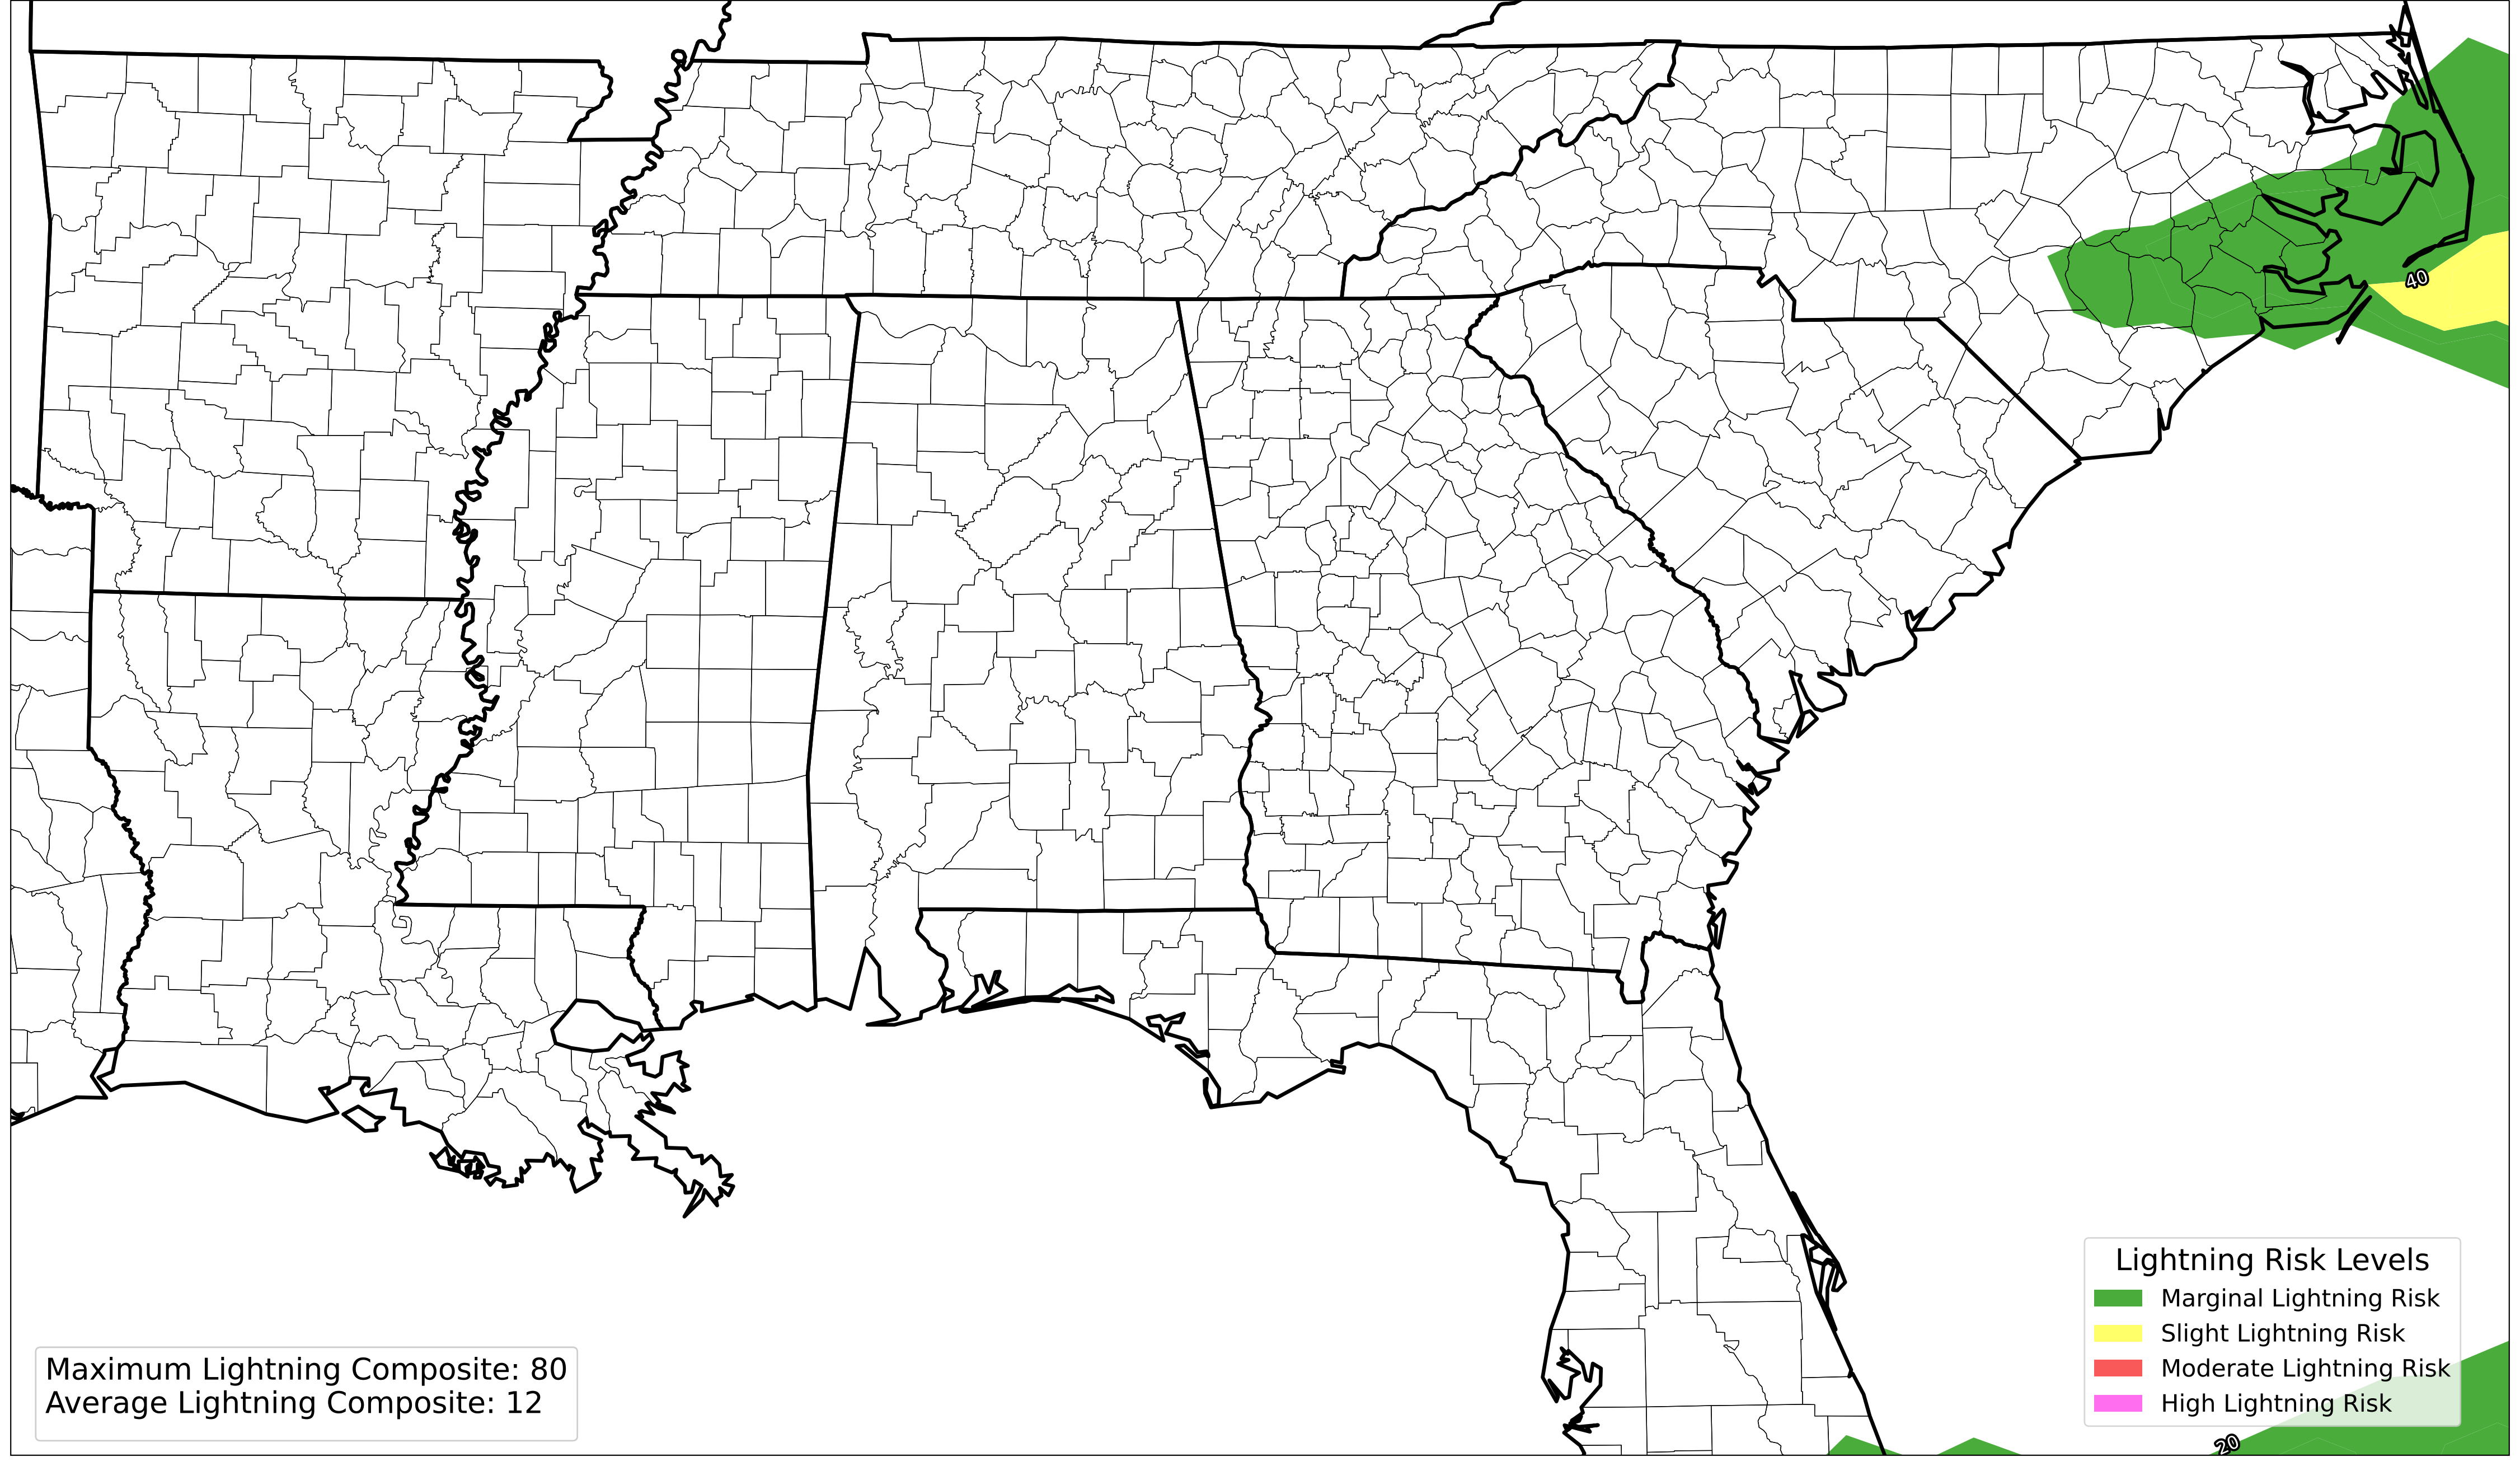 40
Lightning Risk Levels
Marginal Lightning Risk
Slight Lightning Risk
Moderate Lightning Risk
High Lightning Risk
Maximum Lightning Composite: 80
Average Lightning Composite: 12
20